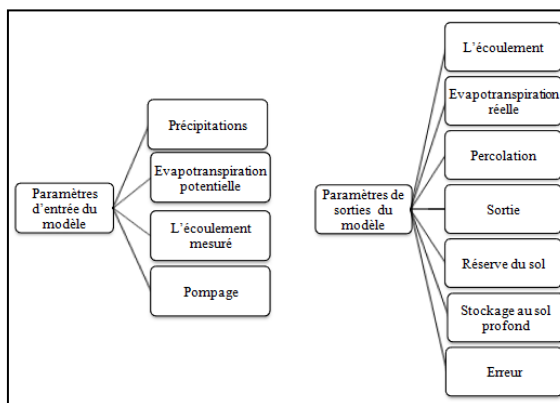 Paramètres
d'entrée du
modèle
Précipitations
Evapotranspiration
potentielle
L'écoulement
mesuré
Pompage
Paramètres de
sorties du
modèle
L'écoulement
Evapotranspiration
réelle
Percolation
Sortie
Réserve du sol
Stockage au sol
profond
Erreur